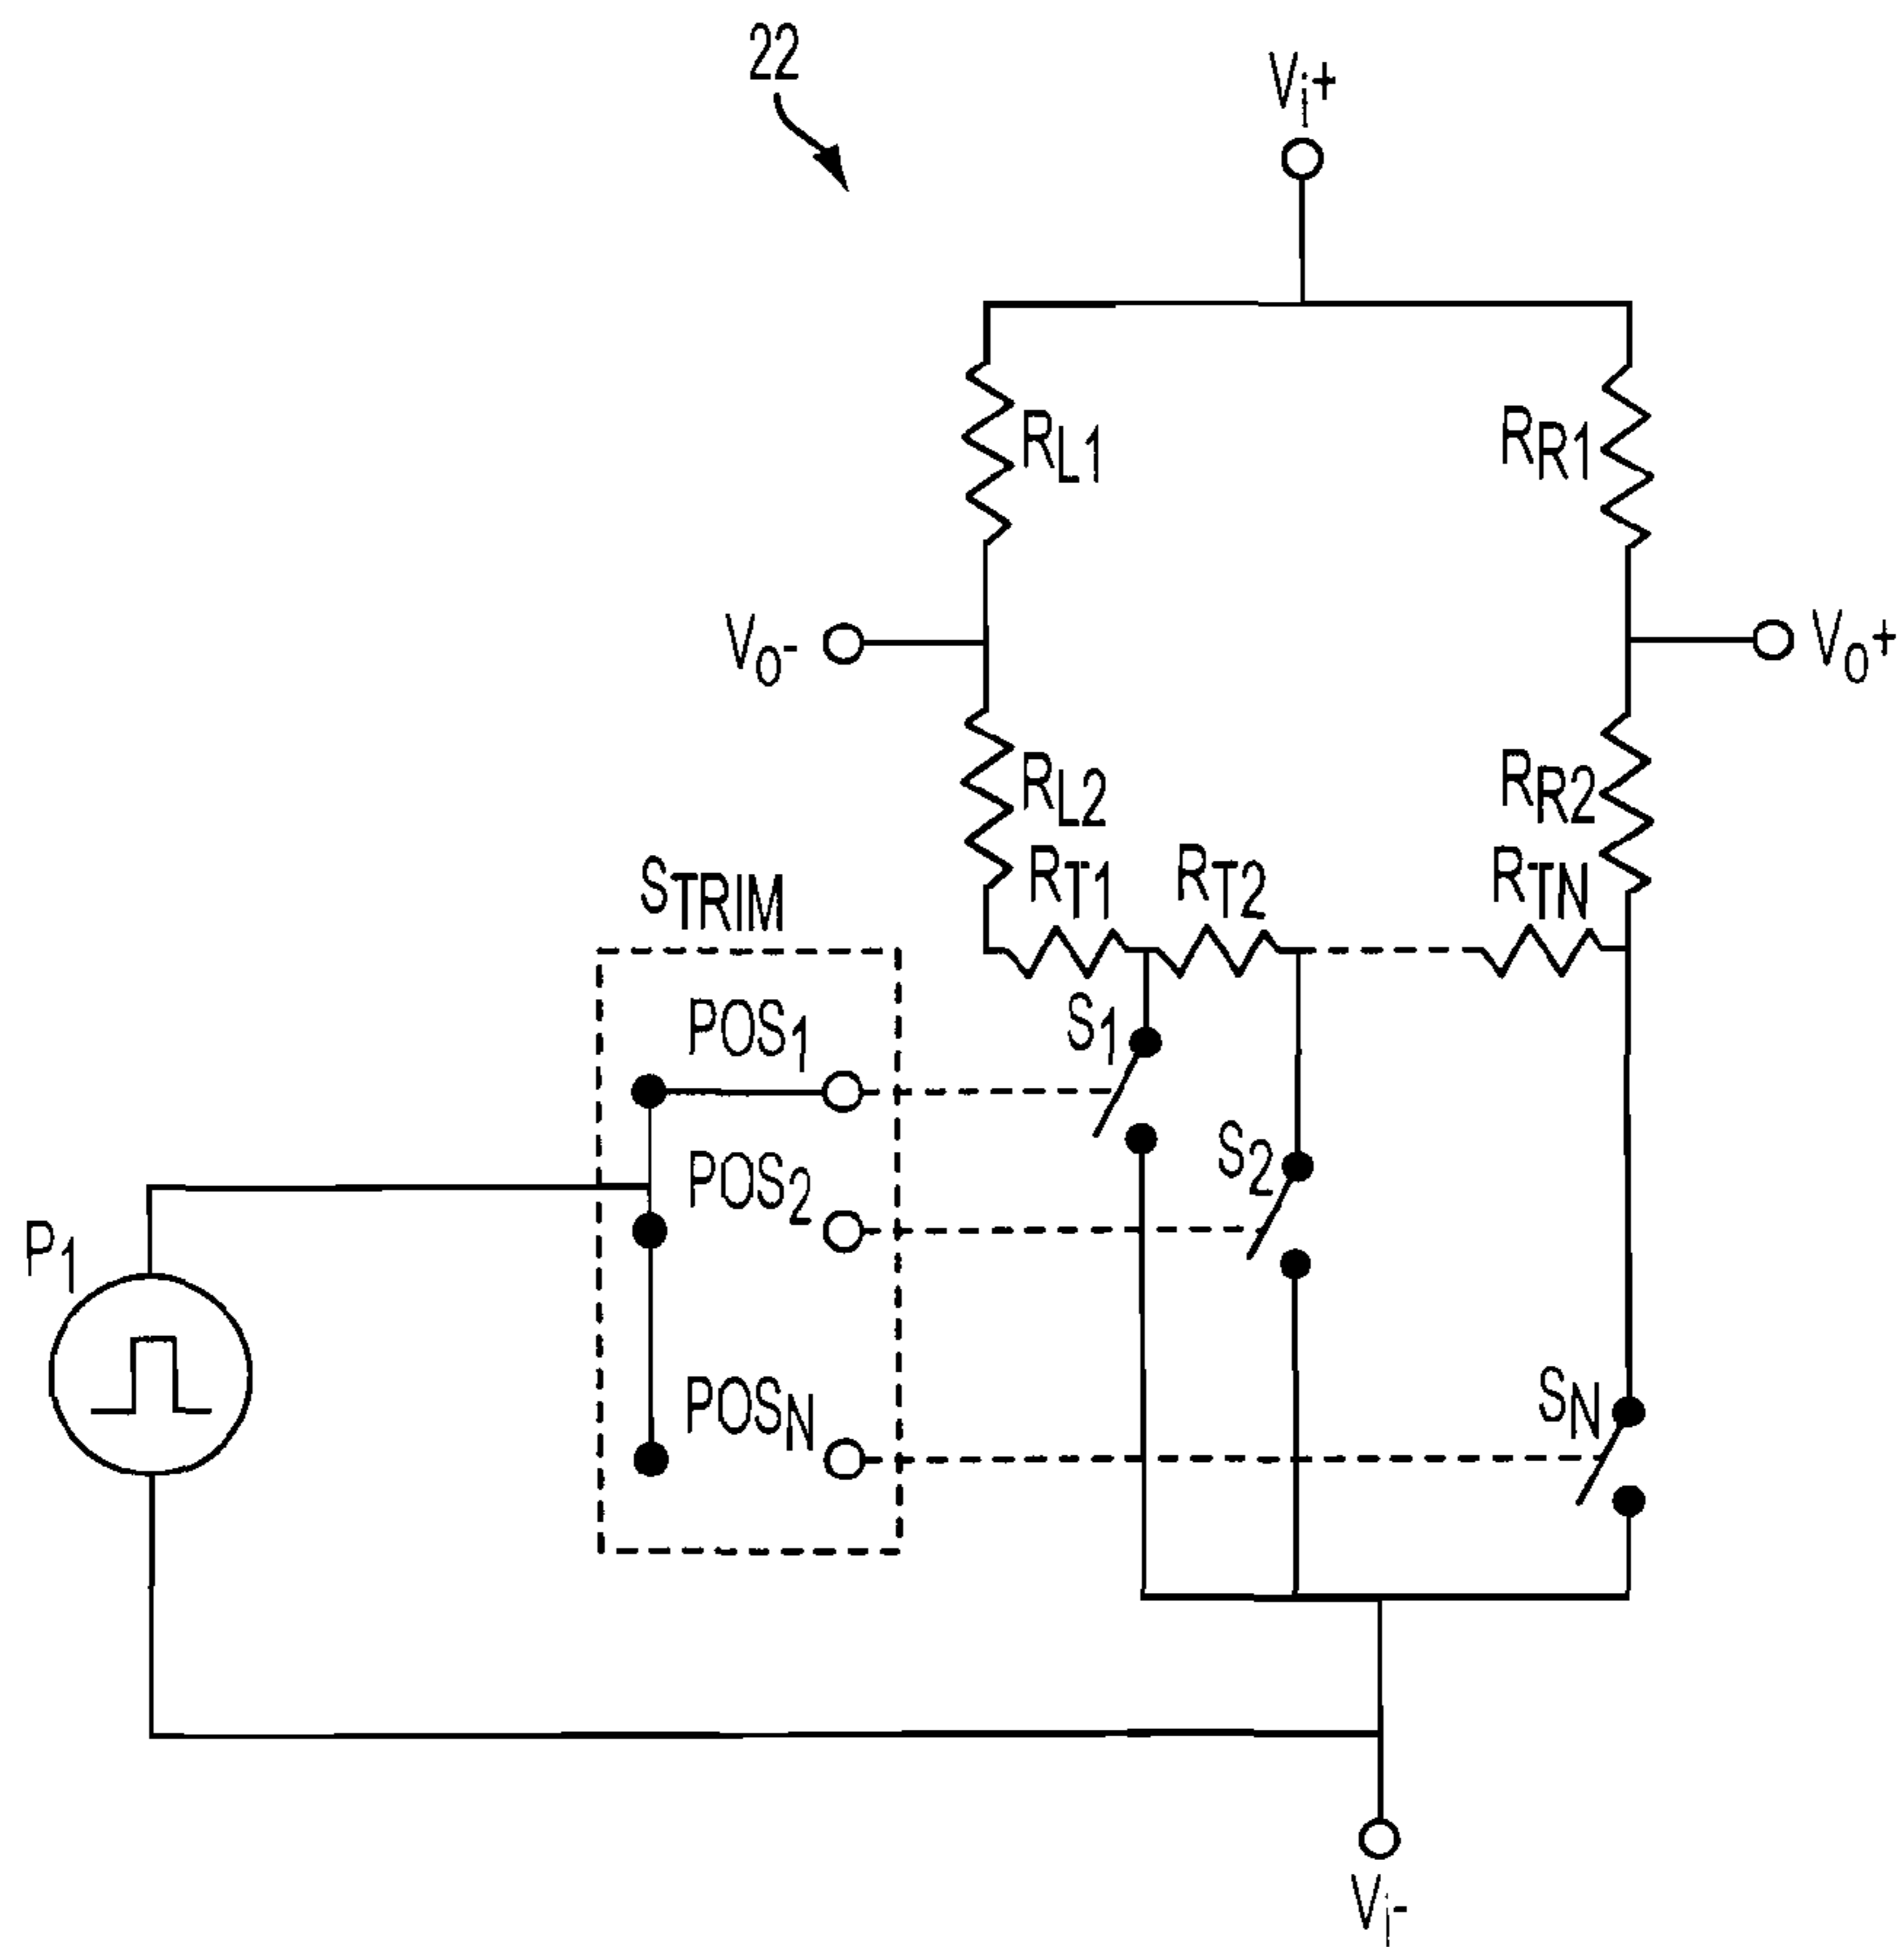 22
Vi+
RL1
RR1
Vo-
Vo+
RL2
RR2
RT1
RT2
RTN
STRIM
POS1
S1
POS2
S2
P1
POSN
SN
Vi-